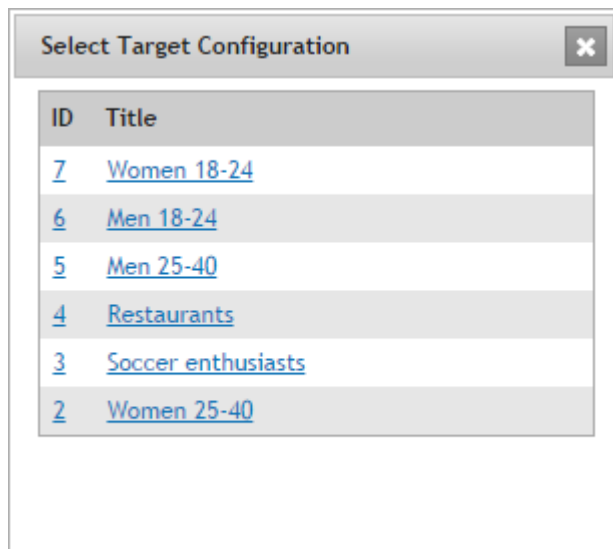 Select Target Configuration
ID Title
7 Women 18-24
6 Men 18-24
5 Men 25-40
4 Restaurants
3 Soccer enthusiasts
2 Women 25-40